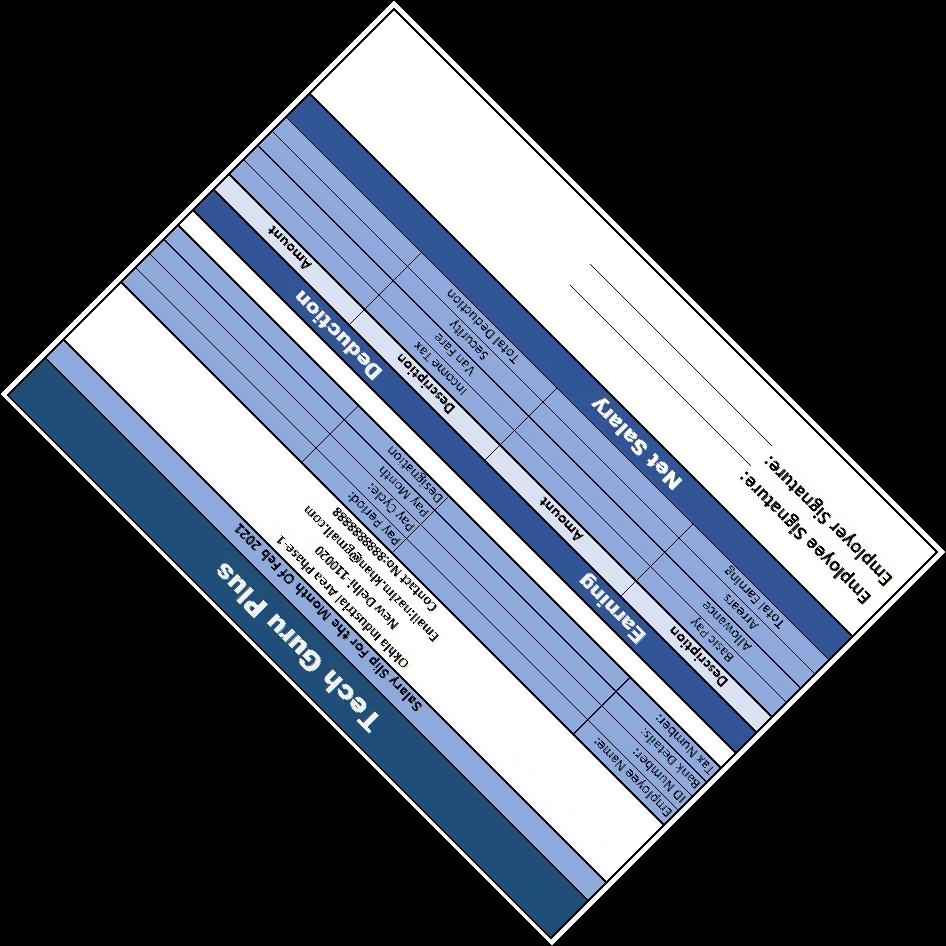 Tech Guru Plus
Salary Slip For the Month Of Feb 2021
Okhla Industrial Area Phase-1
New Delhi -110020
Email:nazim.khan@gmail.com
Contact No:8888888888
Employee Name: Pay Period:
ID Number: Pay Cycle:
Bank Details: Pay Month
Tax Number: Designation
Earning Deduction
Description Amount Description Amount
Basic Pay Income Tax
Allowance Van Fare
Arrears Security
Total Earning Total Deduction
Net Salary
Employee Signature:
Employer Signature: